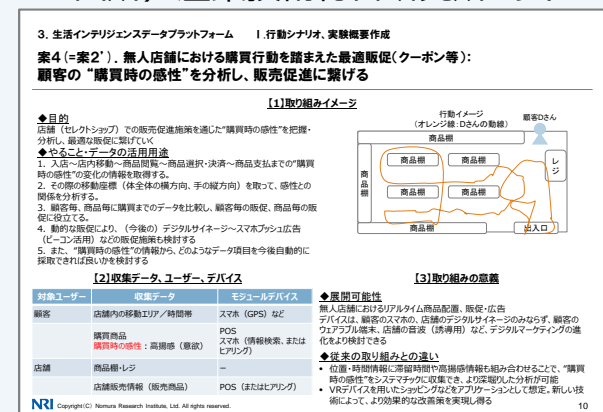 3. 生活インテリジェンスデータプラットフォーム Ⅰ.行動シナリオ、実験概要作成
案4(=案2’). 無人店舗における購買行動を踏まえた最適販促(クーポン等):
顧客の “購買時の感性”を分析し、販売促進に繋げる
【1】取り組みイメージ
◆目的
店舗(セレクトショップ)での販売促進施策を通じた“購買時の感性”を把握・
分析し、最適な販促に繋げていく
◆やること・データの活用用途
1. 入店~店内移動~商品閲覧~商品選択・決済~商品支払までの“購買
時の感性”の変化の情報を取得する。
2. その際の移動座標(体全体の横方向、手の縦方向)を取って、感性との
関係を分析する。
3. 顧客毎、商品毎に購買までのデータを比較し、顧客毎の販促、商品毎の販
促に役立てる。
4. 動的な販促により、(今後の)デジタルサイネージ~スマホプッシュ広告
(ビーコン活用)などの販促施策も検討する
5. また、“購買時の感性”の情報から、どのようなデータ項目を今後自動的に
採取できれば良いかを検討する
行動イメージ
(オレンジ線:Dさんの動線)
顧客Dさん
商品棚
商品棚 商品棚
商品棚
レジ
商品棚 商品棚
商品棚
出入口
【2】収集データ、ユーザー、デバイス
対象ユーザー 収集データ モジュールデバイス
顧客 店舗内の移動エリア/時間帯 スマホ(GPS)など
購買商品
購買時の感性:高揚感(意欲)
POS
スマホ(情報検索、または
ヒアリング)
店舗 商品棚・レジ –
店舗販売情報(販売商品) POS(またはヒアリング)
【3】取り組みの意義
◆展開可能性
無人店舗におけるリアルタイム商品配置、販促・広告
デバイスは、顧客のスマホ、店舗のデジタルサイネージのみならず、顧客の
ウェアラブル端末、店舗の音波(誘導用)など、デジタルマーケティングの進
化をより検討できる
◆従来の取り組みとの違い
• 位置・時間情報に滞留時間や高揚感情報も組み合わせることで、“購買
時の感性”をシステマチックに収集でき、より深堀りした分析が可能
• VRデバイスを用いたショッピングなどをアプリケーションとして想定。新しい技
術によって、より効果的な改善策を実現し得る
NRI Copyright(C) Nomura Research Institute, Ltd. All rights reserved.
10